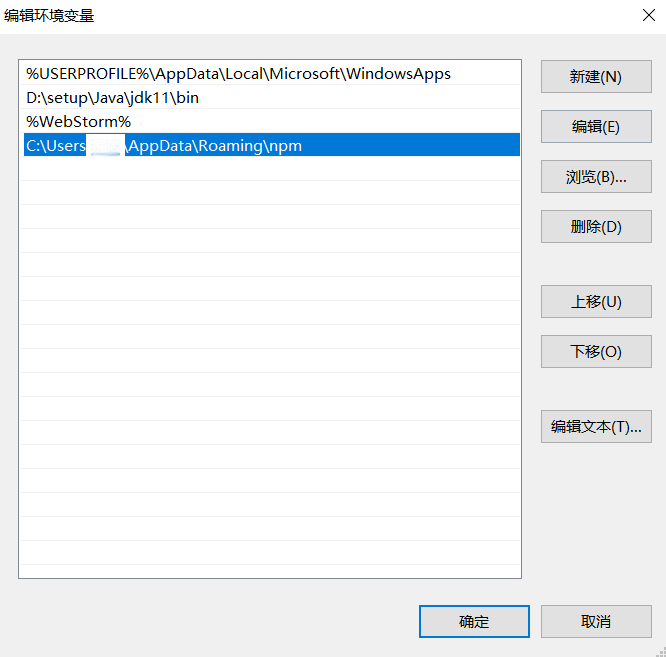 编辑环境变量
%USERPROFILE%\AppData\Local\Microsoft\WindowsApps
D:\setup\Java\jdk11\bin
%WebStorm%
C:\Users \AppData\Roaming\npm
新建(N)
编辑(E)
浏览(B)...
删除(D)
上移(U)
下移(O)
编辑文本(T)...
确定
取消